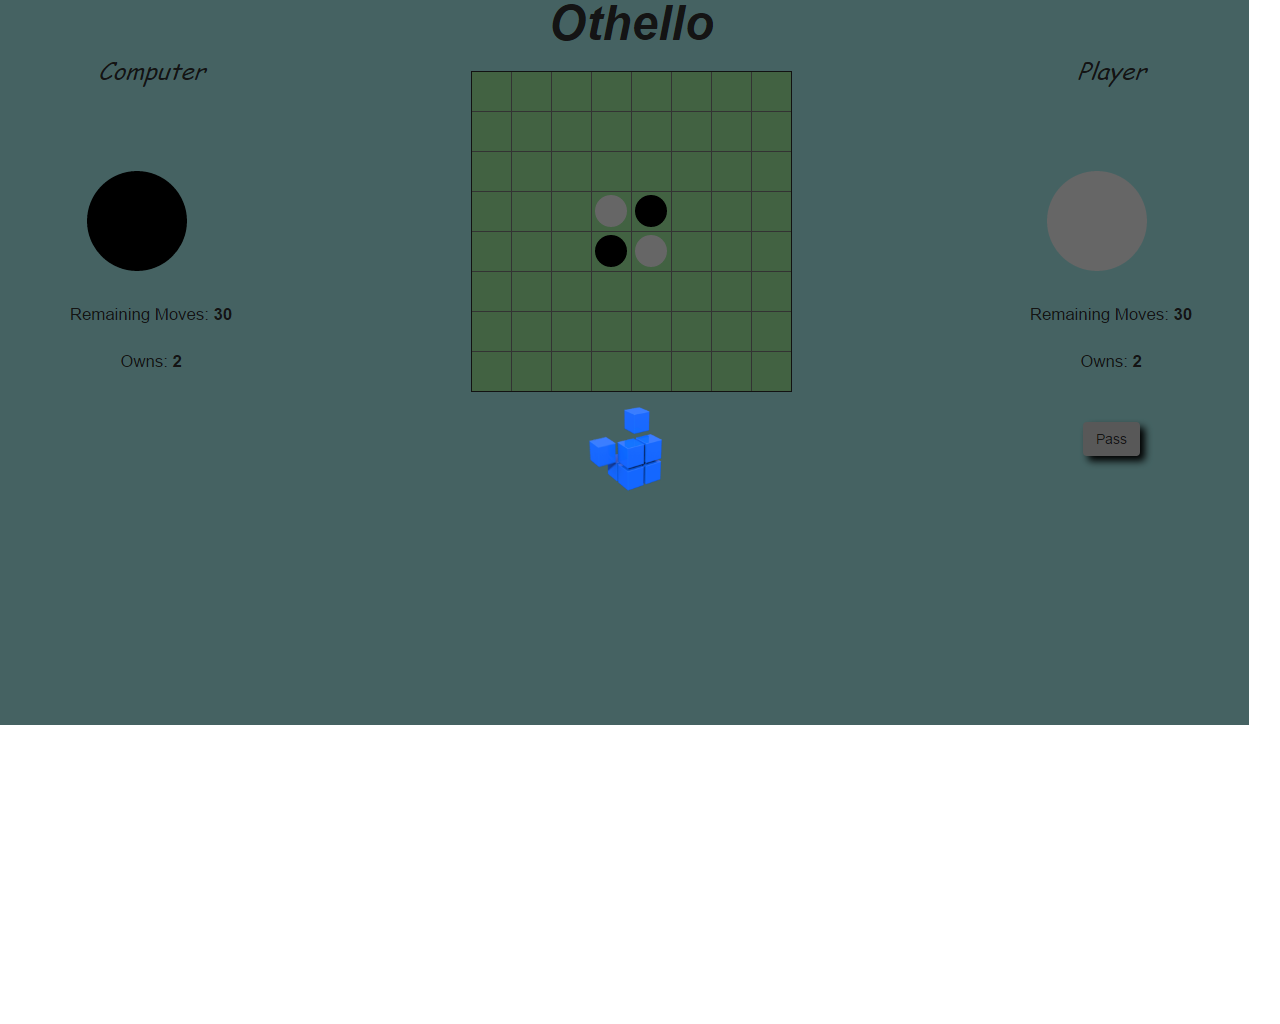 Othello
Computer
Player
Remaining Moves: 30
Remaining Moves: 30
Owns: 2
Owns: 2
Pass